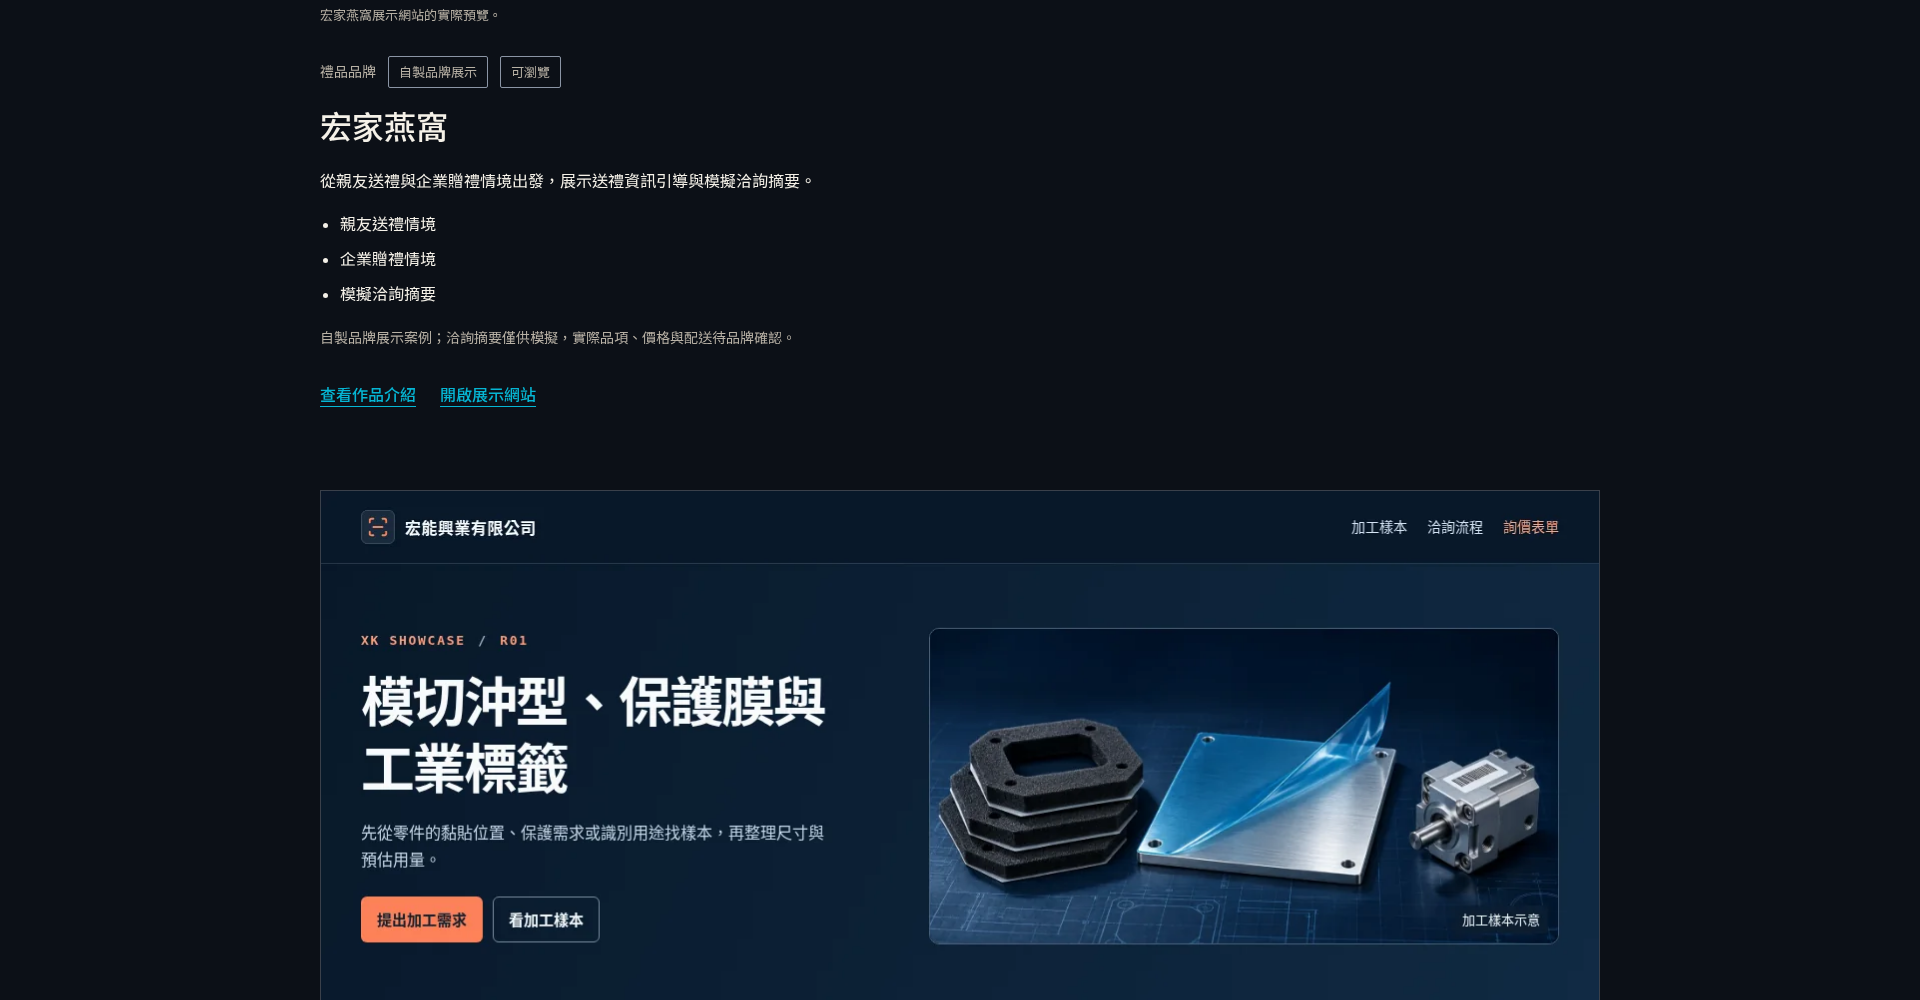 宏家燕窩展示網站的實際預覽。
禮品品牌 自製品牌展示 可瀏覽
宏家燕窩
從親友送禮與企業贈禮情境出發，展示送禮資訊引導與模擬洽詢摘要。
親友送禮情境
企業贈禮情境
模擬洽詢摘要
自製品牌展示案例；洽詢摘要僅供模擬，實際品項、價格與配送待品牌確認。
查看作品介紹 開啟展示網站
宏能興業有限公司 加工樣本 洽詢流程 詢價表單
XK SHOWCASE / R01
模切沖型、保護膜與
工業標籤
先從零件的黏貼位置、保護需求或識別用途找樣本，再整理尺寸與
預估用量。
提出加工需求 看加工樣本
加工樣本示意